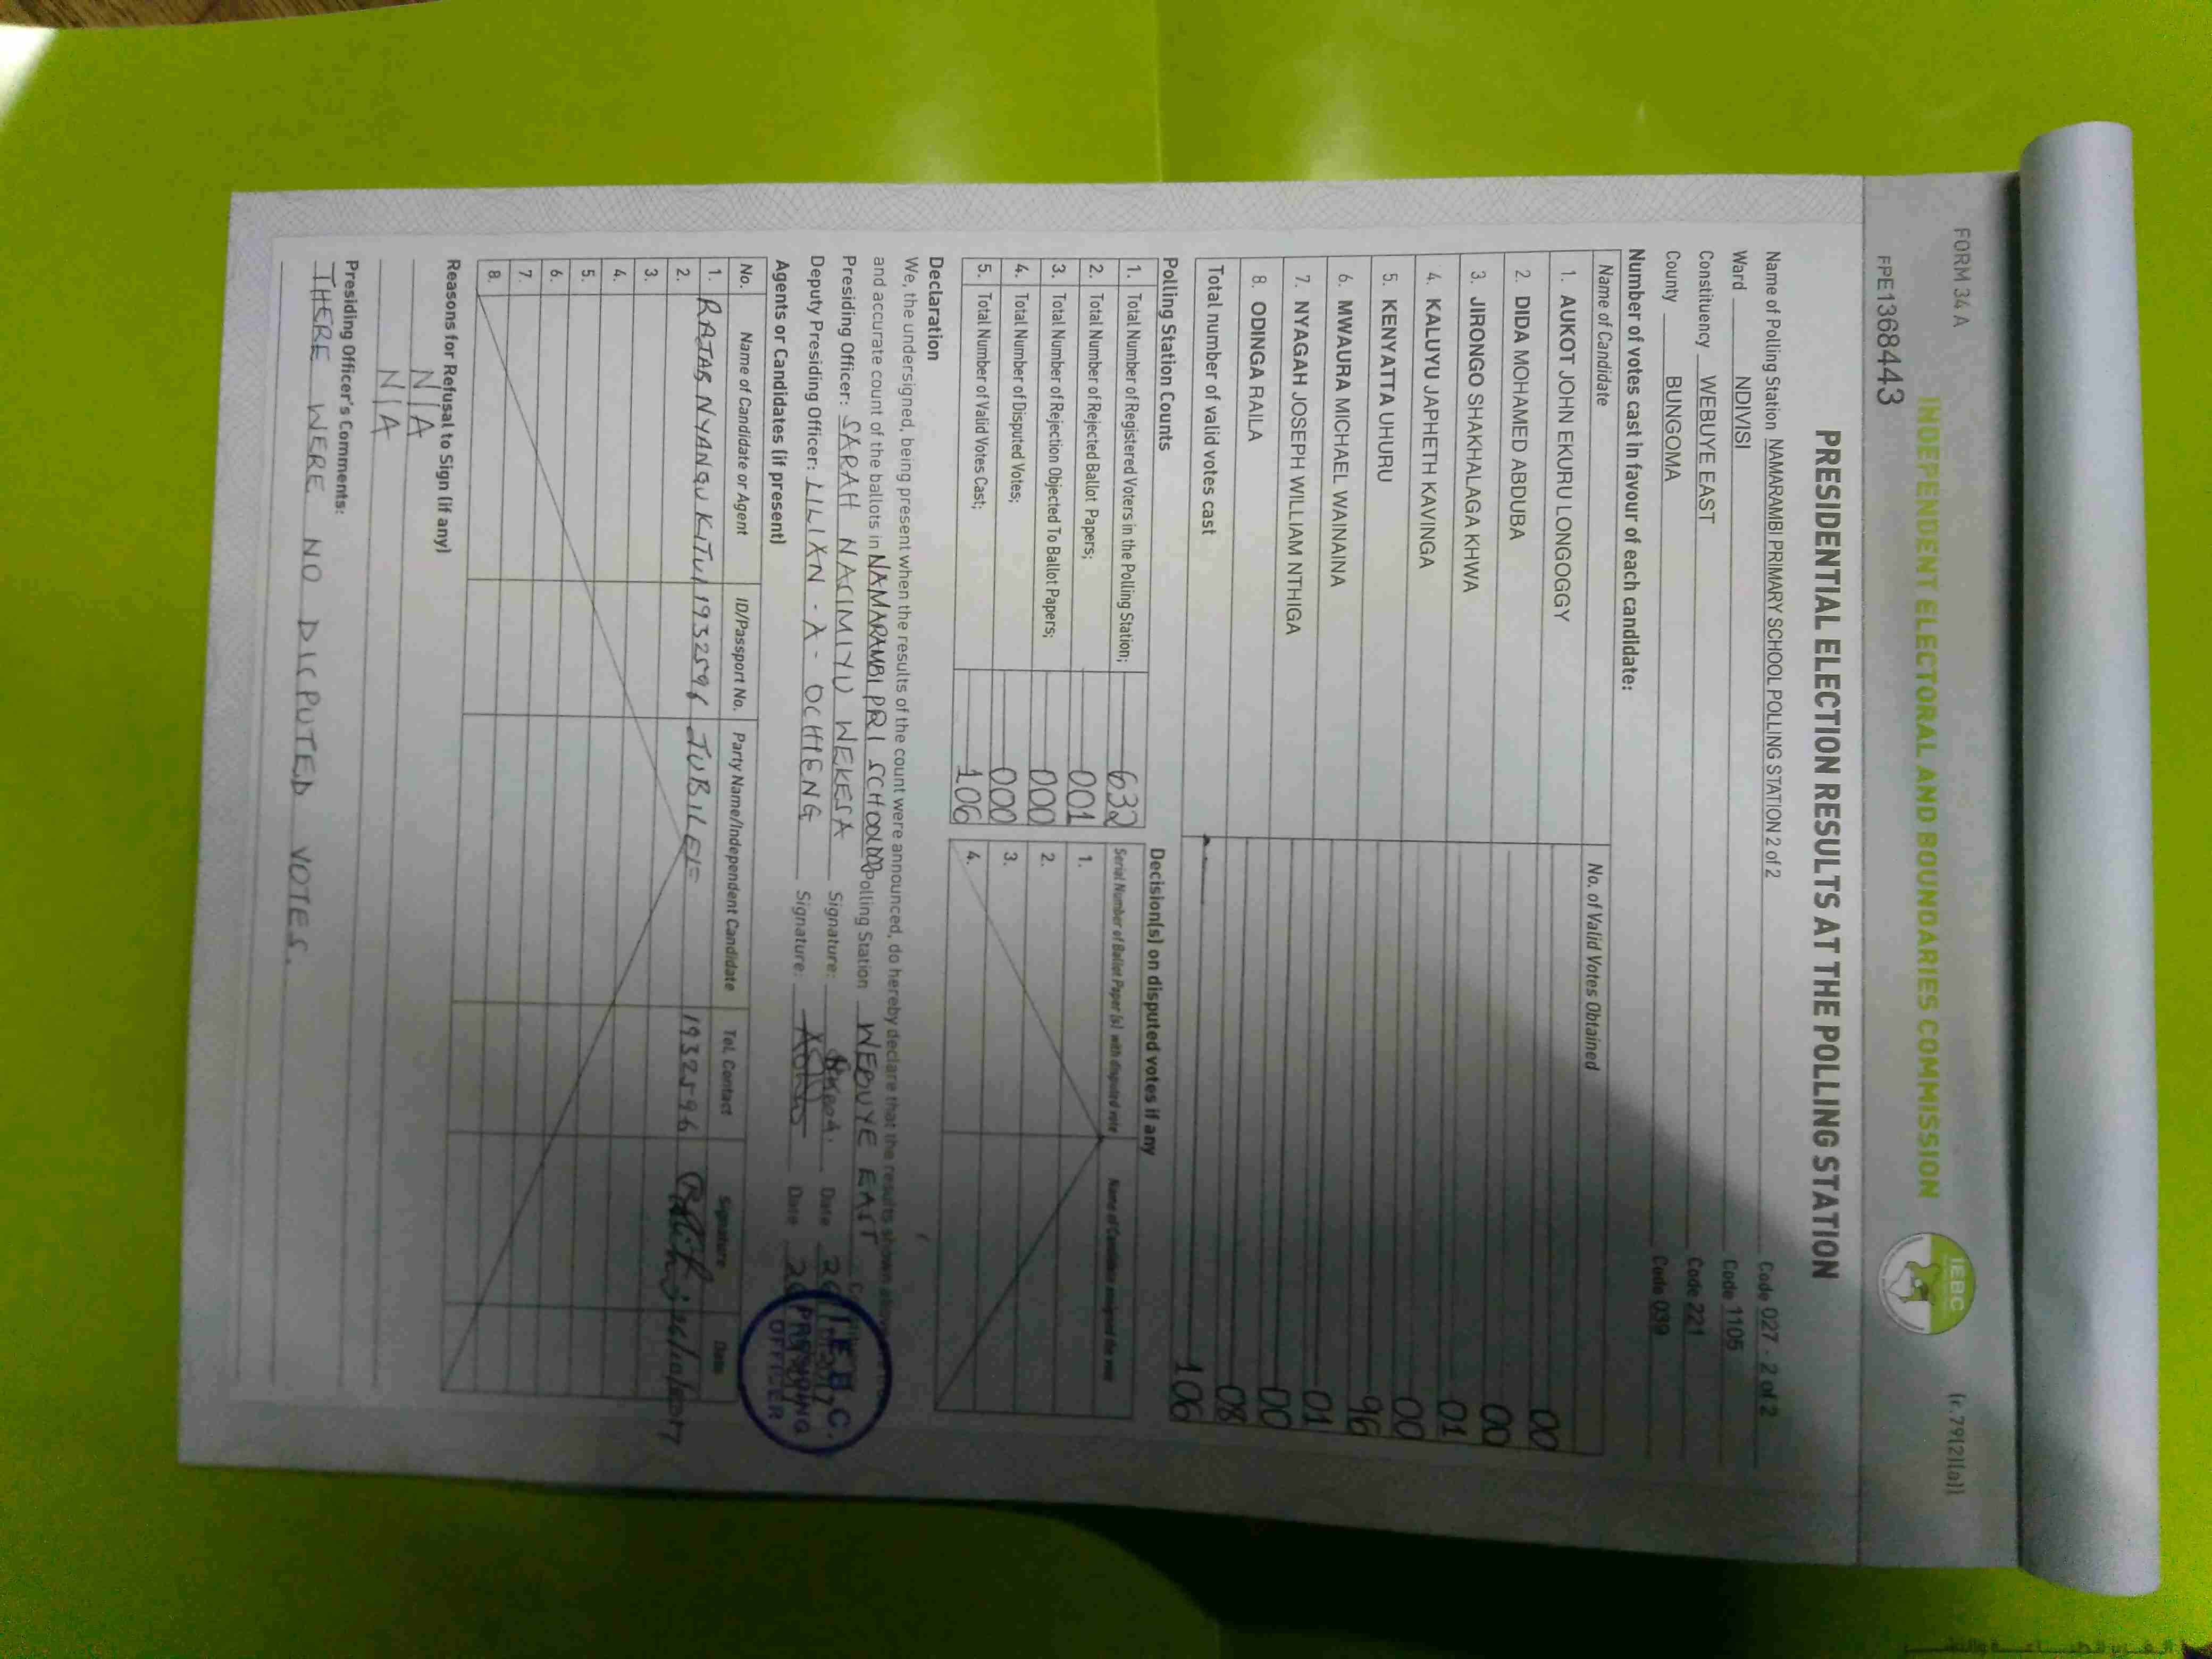 FORM 34 A
(r.79(2)(a))
INDEPENDENT ELECTORAL AND BOUNDARIES COMMISSION
IEBC
FPE1368443
PRESIDENTIAL ELECTION RESULTS AT THE POLLING STATION
Name of Polling Station NAMARAMBI PRIMARY SCHOOL POLLING STATION 2 of 2 Code 027 - 2 of 2
Ward NDIVISI Code 1105
Constituency WEBUYE EAST Code 221
County BUNGOMA Code 039
Number of votes cast in favour of each candidate:
Name of Candidate No. of Valid Votes Obtained
1. AUKOT JOHN EKURU LONGOGGY 00
2. DIDA MOHAMED ABDUBA 00
3. JIRONGO SHAKHALAGA KHWA 01
4. KALUYU JAPHETH KAVINGA 00
5. KENYATTA UHURU 96
6. MWAURA MICHAEL WAINAINA 01
7. NYAGAH JOSEPH WILLIAM NTHIGA 00
8. ODINGA RAILA 08
Total number of valid votes cast 106
Polling Station Counts
1. Total Number of Registered Voters in the Polling Station; 632
2. Total Number of Rejected Ballot Papers; 001
3. Total Number of Rejection Objected To Ballot Papers; 000
4. Total Number of Disputed Votes; 000
5. Total Number of Valid Votes Cast; 106
Decision(s) on disputed votes if any
Serial Number of Ballot Paper(s) with disputed vote Name of Candidate assigned the vote
1.
2.
3.
4.
Declaration
We, the undersigned, being present when the results of the count were announced, do hereby declare that the results shown above
and accurate count of the ballots in NAMARAMBI PRI SCHOOL Polling Station WEBUYE EAST
Presiding Officer: SARAH NACIMIYU WEKESA Signature: Date 26
Deputy Presiding Officer: LILIAN - A - OCHIENG Signature: Date 26
I.E.B.C.
PRESIDING
OFFICER
Agents or Candidates (if present)
No. Name of Candidate or Agent ID/Passport No. Party Name/Independent Candidate Tel. Contact Signature Date
1. NYANGU KITUI 19325596 JUBILEE 19325596 26/10/2017
2.
3.
4.
5.
6.
7.
8.
Reasons for Refusal to Sign (if any)
N/A
N/A
Presiding Officer's Comments:
THERE WERE NO DICPUTED VOTES.